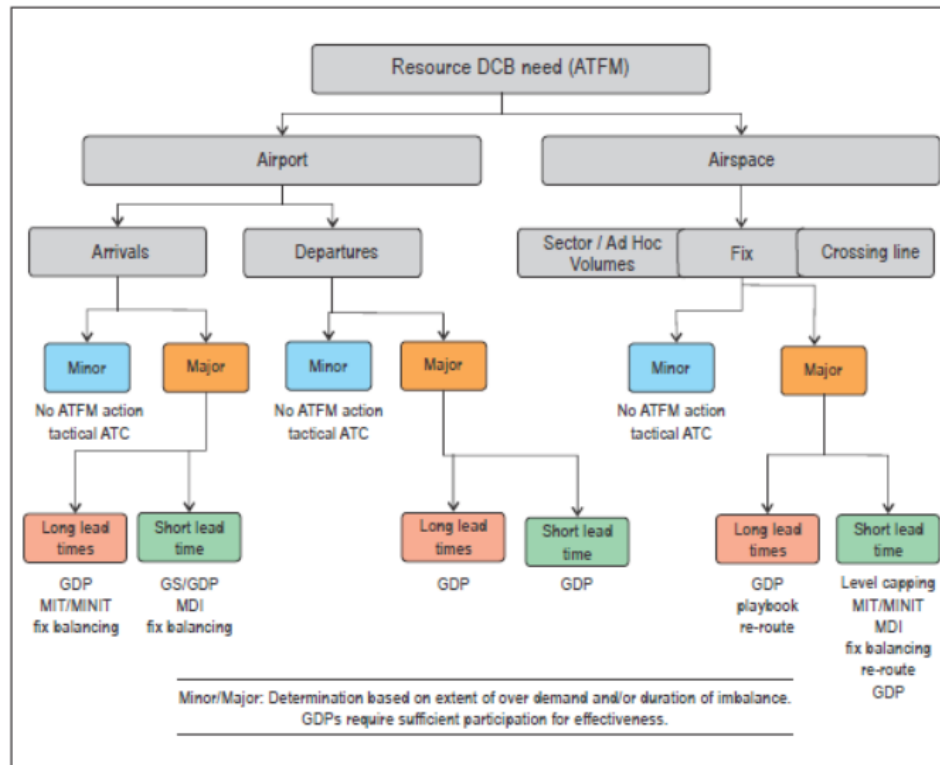 Resource DCB need (ATFM)
Airport
Airspace
Arrivals
Departures
Sector / Ad Hoc
Volumes
Fix
Crossing line
Minor
Major
Minor
Major
Minor
Major
No ATFM action
tactical ATC
No ATFM action
tactical ATC
No ATFM action
tactical ATC
Long lead
times
Short lead
time
Long lead
times
Short lead
time
Long lead
times
Short lead
time
GDP
MIT/MINIT
fix balancing
GS/GDP
MDI
fix balancing
GDP
GDP
GDP
playbook
re-route
Level capping
MIT/MINIT
MDI
fix balancing
re-route
GDP
Minor/Major: Determination based on extent of over demand and/or duration of imbalance.
GDPs require sufficient participation for effectiveness.